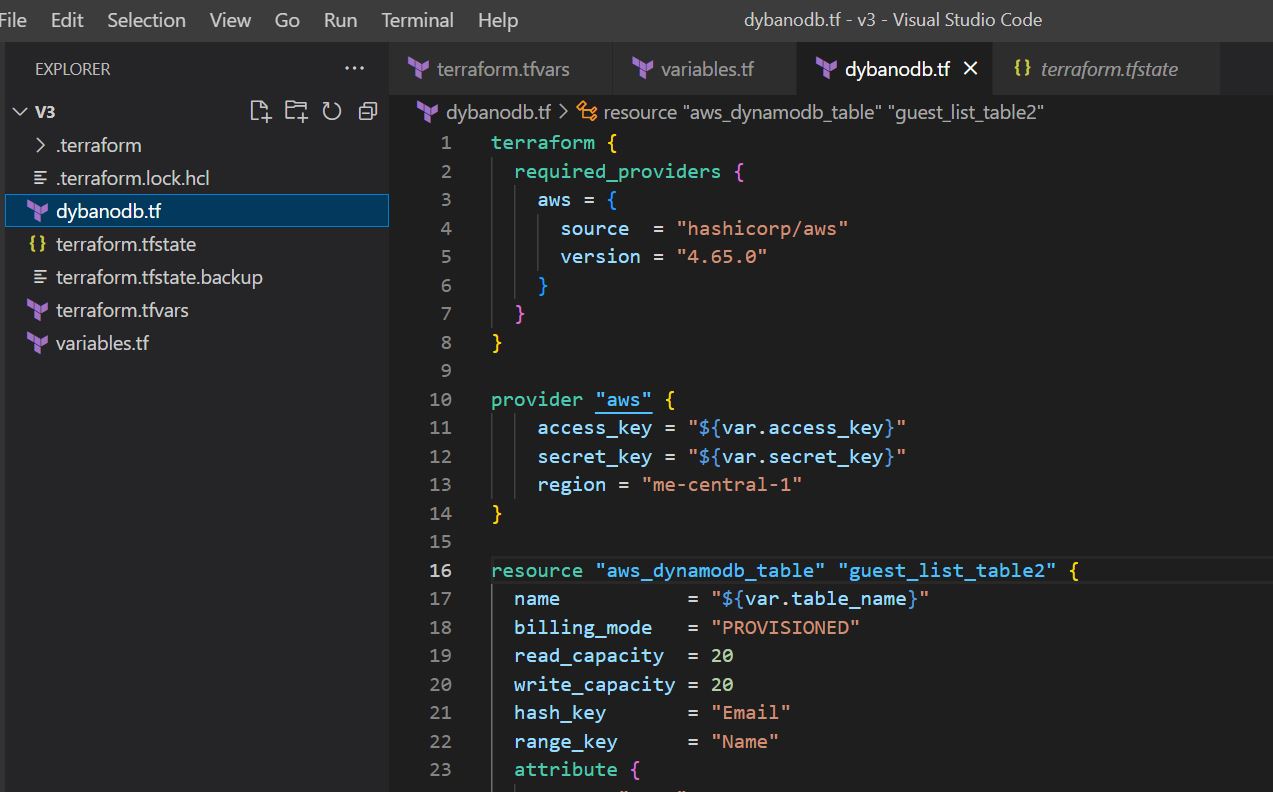 File Edit Selection View Go Run Terminal Help dybanodb.tf - v3 - Visual Studio Code
EXPLORER ...
V3
.terraform
.terraform.lock.hcl
dybanodb.tf
terraform.tfstate
terraform.tfstate.backup
terraform.tfvars
variables.tf
terraform.tfvars variables.tf dybanodb.tf terraform.tfstate
dybanodb.tf > resource "aws_dynamodb_table" "guest_list_table2"
1 terraform {
2 required_providers {
3 aws = {
4 source = "hashicorp/aws"
5 version = "4.65.0"
6 }
7 }
8 }
9
10 provider "aws" {
11 access_key = "${var.access_key}"
12 secret_key = "${var.secret_key}"
13 region = "me-central-1"
14 }
15
16 resource "aws_dynamodb_table" "guest_list_table2" {
17 name = "${var.table_name}"
18 billing_mode = "PROVISIONED"
19 read_capacity = 20
20 write_capacity = 20
21 hash_key = "Email"
22 range_key = "Name"
23 attribute {